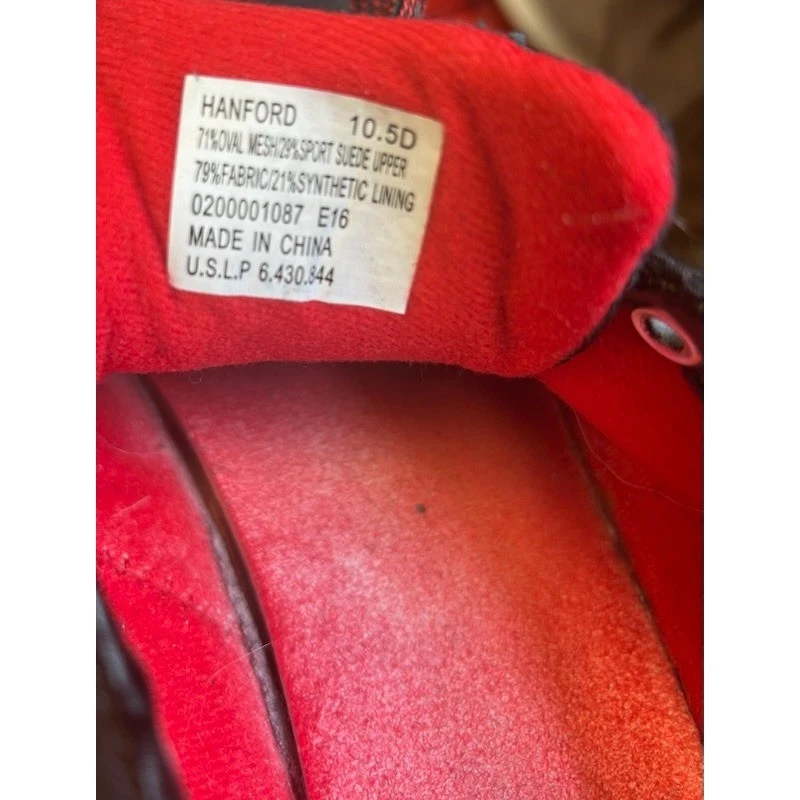 HANFORD 10.5D
71%OVAL MESH/29%SPORT SUEDE UPPER
79%FABRIC/21%SYNTHETIC LINING
0200001087 E16
MADE IN CHINA
U.S.L.P 6.430.844